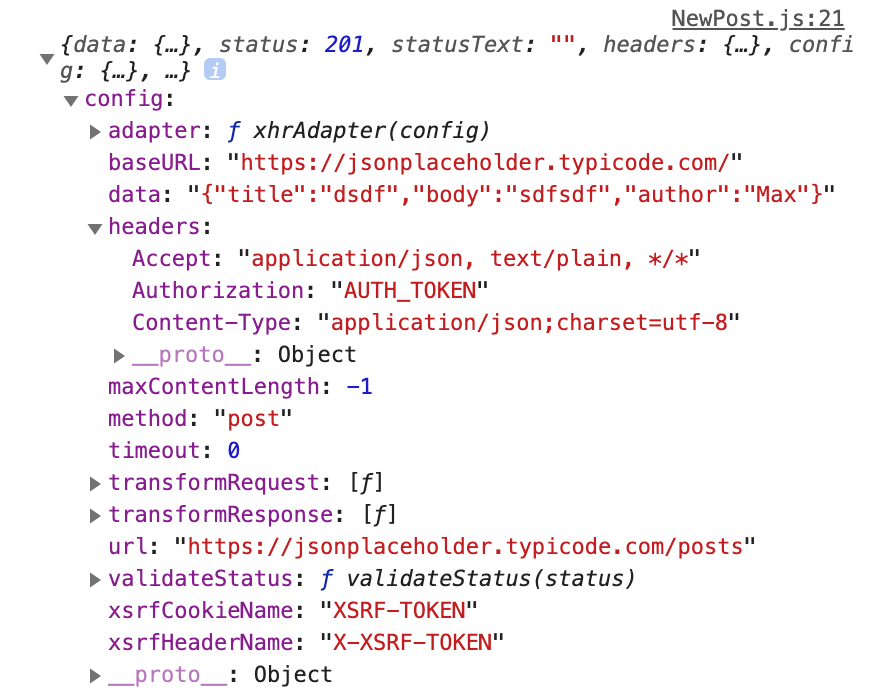 NewPost.js:21
{data: {…}, status: 201, statusText: "", headers: {…}, confi
g: {…}, …} i
config:
adapter: ƒ xhrAdapter(config)
baseURL: "https://jsonplaceholder.typicode.com/"
data: "{"title":"dsdf","body":"sdfsdf","author":"Max"}"
headers:
Accept: "application/json, text/plain, */*"
Authorization: "AUTH_TOKEN"
Content-Type: "application/json;charset=utf-8"
__proto__: Object
maxContentLength: -1
method: "post"
timeout: 0
transformRequest: [ƒ]
transformResponse: [ƒ]
url: "https://jsonplaceholder.typicode.com/posts"
validateStatus: ƒ validateStatus(status)
xsrfCookieName: "XSRF-TOKEN"
xsrfHeaderName: "X-XSRF-TOKEN"
__proto__: Object